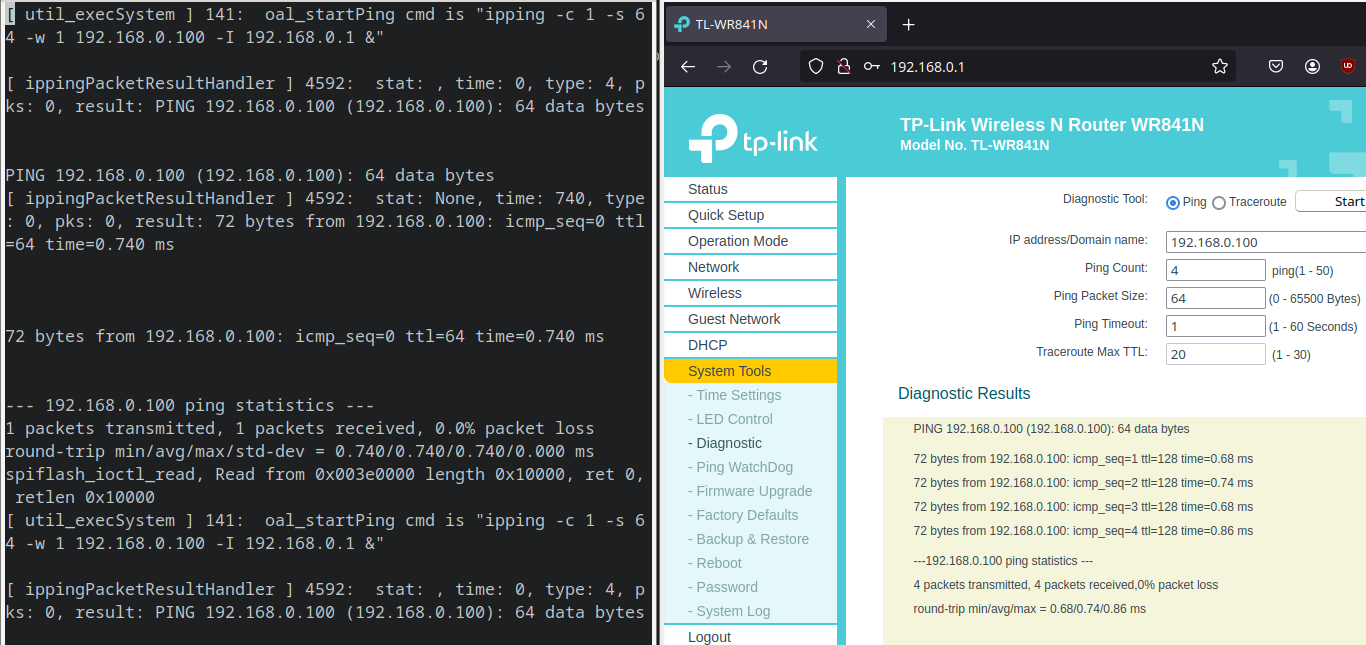 [ util_execSystem ] 141:  oal_startPing cmd is "ipping -c 1 -s 6
4 -w 1 192.168.0.100 -I 192.168.0.1 &"
[ ippingPacketResultHandler ] 4592:  stat: , time: 0, type: 4, p
ks: 0, result: PING 192.168.0.100 (192.168.0.100): 64 data bytes
PING 192.168.0.100 (192.168.0.100): 64 data bytes
[ ippingPacketResultHandler ] 4592:  stat: None, time: 740, type
: 0, pks: 0, result: 72 bytes from 192.168.0.100: icmp_seq=0 ttl
=64 time=0.740 ms
72 bytes from 192.168.0.100: icmp_seq=0 ttl=64 time=0.740 ms
--- 192.168.0.100 ping statistics ---
1 packets transmitted, 1 packets received, 0.0% packet loss
round-trip min/avg/max/std-dev = 0.740/0.740/0.740/0.000 ms
spiflash_ioctl_read, Read from 0x003e0000 length 0x10000, ret 0,
 retlen 0x10000
[ util_execSystem ] 141:  oal_startPing cmd is "ipping -c 1 -s 6
4 -w 1 192.168.0.100 -I 192.168.0.1 &"
[ ippingPacketResultHandler ] 4592:  stat: , time: 0, type: 4, p
ks: 0, result: PING 192.168.0.100 (192.168.0.100): 64 data bytes
TL-WR841N
192.168.0.1
tp-link
TP-Link Wireless N Router WR841N
Model No. TL-WR841N
Status
Quick Setup
Operation Mode
Network
Wireless
Guest Network
DHCP
System Tools
- Time Settings
- LED Control
- Diagnostic
- Ping WatchDog
- Firmware Upgrade
- Factory Defaults
- Backup & Restore
- Reboot
- Password
- System Log
Logout
Diagnostic Tool: Ping Traceroute Start
IP address/Domain name: 192.168.0.100
Ping Count: 4 ping(1 - 50)
Ping Packet Size: 64 (0 - 65500 Bytes)
Ping Timeout: 1 (1 - 60 Seconds)
Traceroute Max TTL: 20 (1 - 30)
Diagnostic Results
PING 192.168.0.100 (192.168.0.100): 64 data bytes
72 bytes from 192.168.0.100: icmp_seq=1 ttl=128 time=0.68 ms
72 bytes from 192.168.0.100: icmp_seq=2 ttl=128 time=0.74 ms
72 bytes from 192.168.0.100: icmp_seq=3 ttl=128 time=0.68 ms
72 bytes from 192.168.0.100: icmp_seq=4 ttl=128 time=0.86 ms
---192.168.0.100 ping statistics ---
4 packets transmitted, 4 packets received,0% packet loss
round-trip min/avg/max = 0.68/0.74/0.86 ms